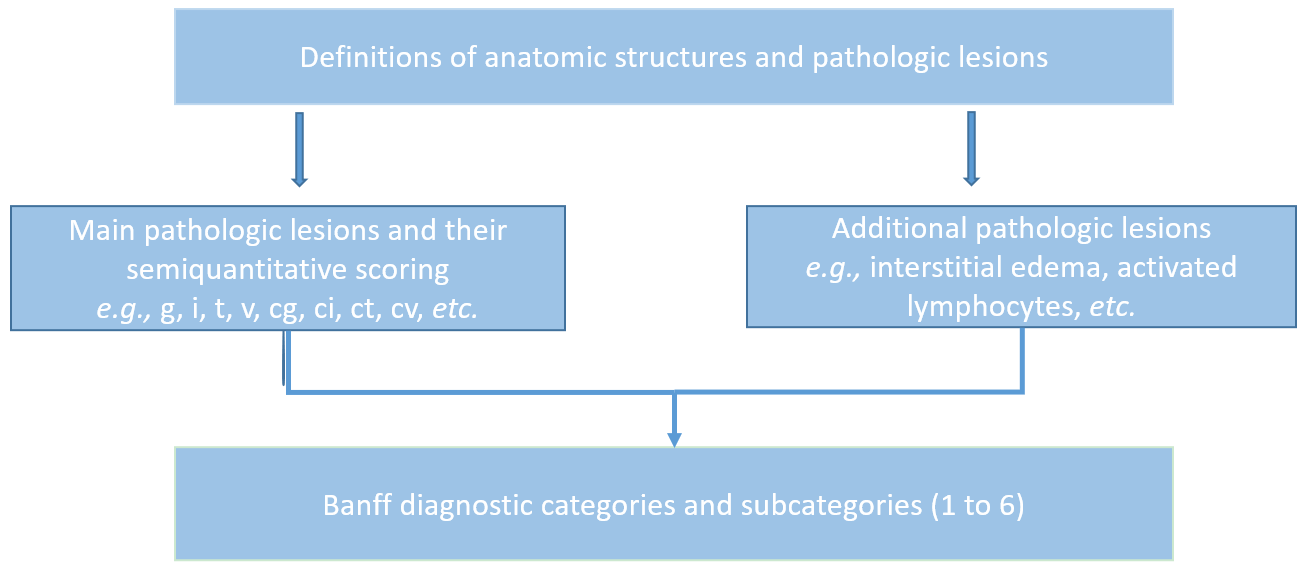 Definitions of anatomic structures and pathologic lesions
Main pathologic lesions and their
semiquantitative scoring
e.g., g, i, t, v, cg, ci, ct, cv, etc.
Additional pathologic lesions
e.g., interstitial edema, activated
lymphocytes, etc.
Banff diagnostic categories and subcategories (1 to 6)